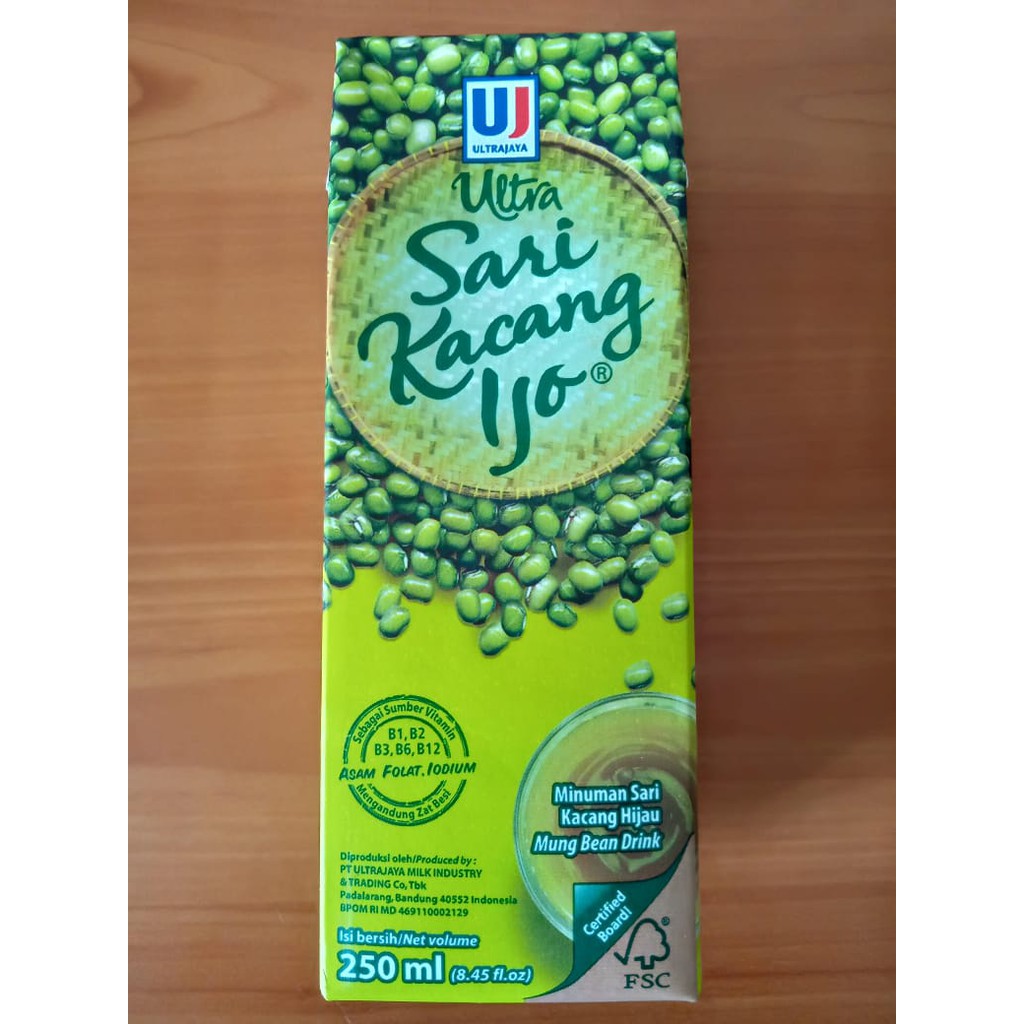 UJ
ULTRAJAYA
Ultra
Sari
Kacang
Ijo®
Sebagai Sumber Vitamin
B1, B2
B3, B6, B12
ASAM FOLAT, IODIUM
Mengandung Zat Besi
Minuman Sari
Kacang Hijau
Mung Bean Drink
Diproduksi oleh/Produced by :
PT ULTRAJAYA MILK INDUSTRY
& TRADING Co, Tbk
Padalarang, Bandung 40552 Indonesia
BPOM RI MD 469110002129
Isi bersih/Net volume
250 ml (8.45 fl.oz)
Certified
Board!
®
FSC